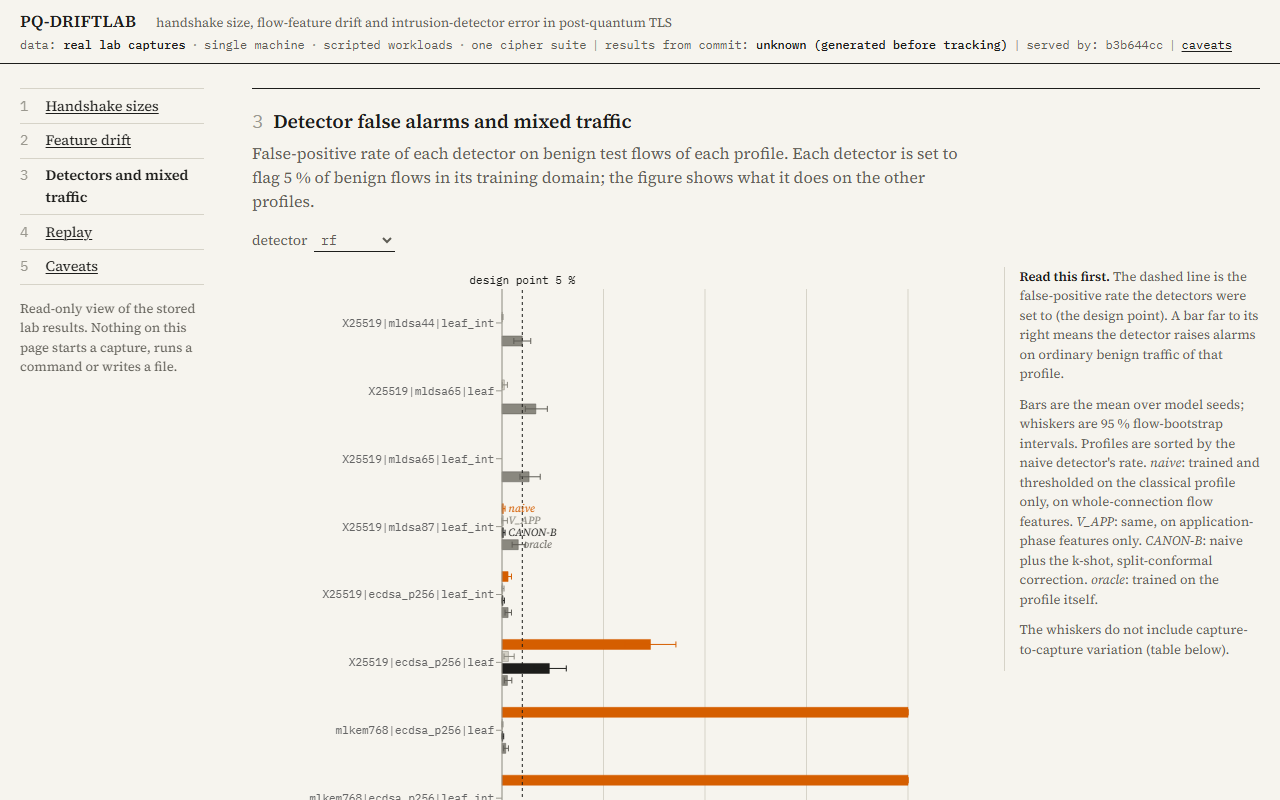 PQ-DRIFTLAB handshake size, flow-feature drift and intrusion-detector error in post-quantum TLS
data: real lab captures · single machine · scripted workloads · one cipher suite | results from commit: unknown (generated before tracking) | served by: b3b644cc | caveats
1 Handshake sizes
2 Feature drift
3 Detectors and mixed
traffic
4 Replay
5 Caveats
Read-only view of the stored
lab results. Nothing on this
page starts a capture, runs a
command or writes a file.
3 Detector false alarms and mixed traffic
False-positive rate of each detector on benign test flows of each profile. Each detector is set to
flag 5 % of benign flows in its training domain; the figure shows what it does on the other
profiles.
detector rf
design point 5 %
X25519|mldsa44|leaf_int
X25519|mldsa65|leaf
X25519|mldsa65|leaf_int
X25519|mldsa87|leaf_int
naive
V_APP
CANON-B
oracle
X25519|ecdsa_p256|leaf_int
X25519|ecdsa_p256|leaf
mlkem768|ecdsa_p256|leaf
mlkem768|ecdsa_p256|leaf_int
Read this first. The dashed line is the
false-positive rate the detectors were
set to (the design point). A bar far to its
right means the detector raises alarms
on ordinary benign traffic of that
profile.
Bars are the mean over model seeds;
whiskers are 95 % flow-bootstrap
intervals. Profiles are sorted by the
naive detector's rate. naive: trained and
thresholded on the classical profile
only, on whole-connection flow
features. V_APP: same, on application-
phase features only. CANON-B: naive
plus the k-shot, split-conformal
correction. oracle: trained on the
profile itself.
The whiskers do not include capture-
to-capture variation (table below).